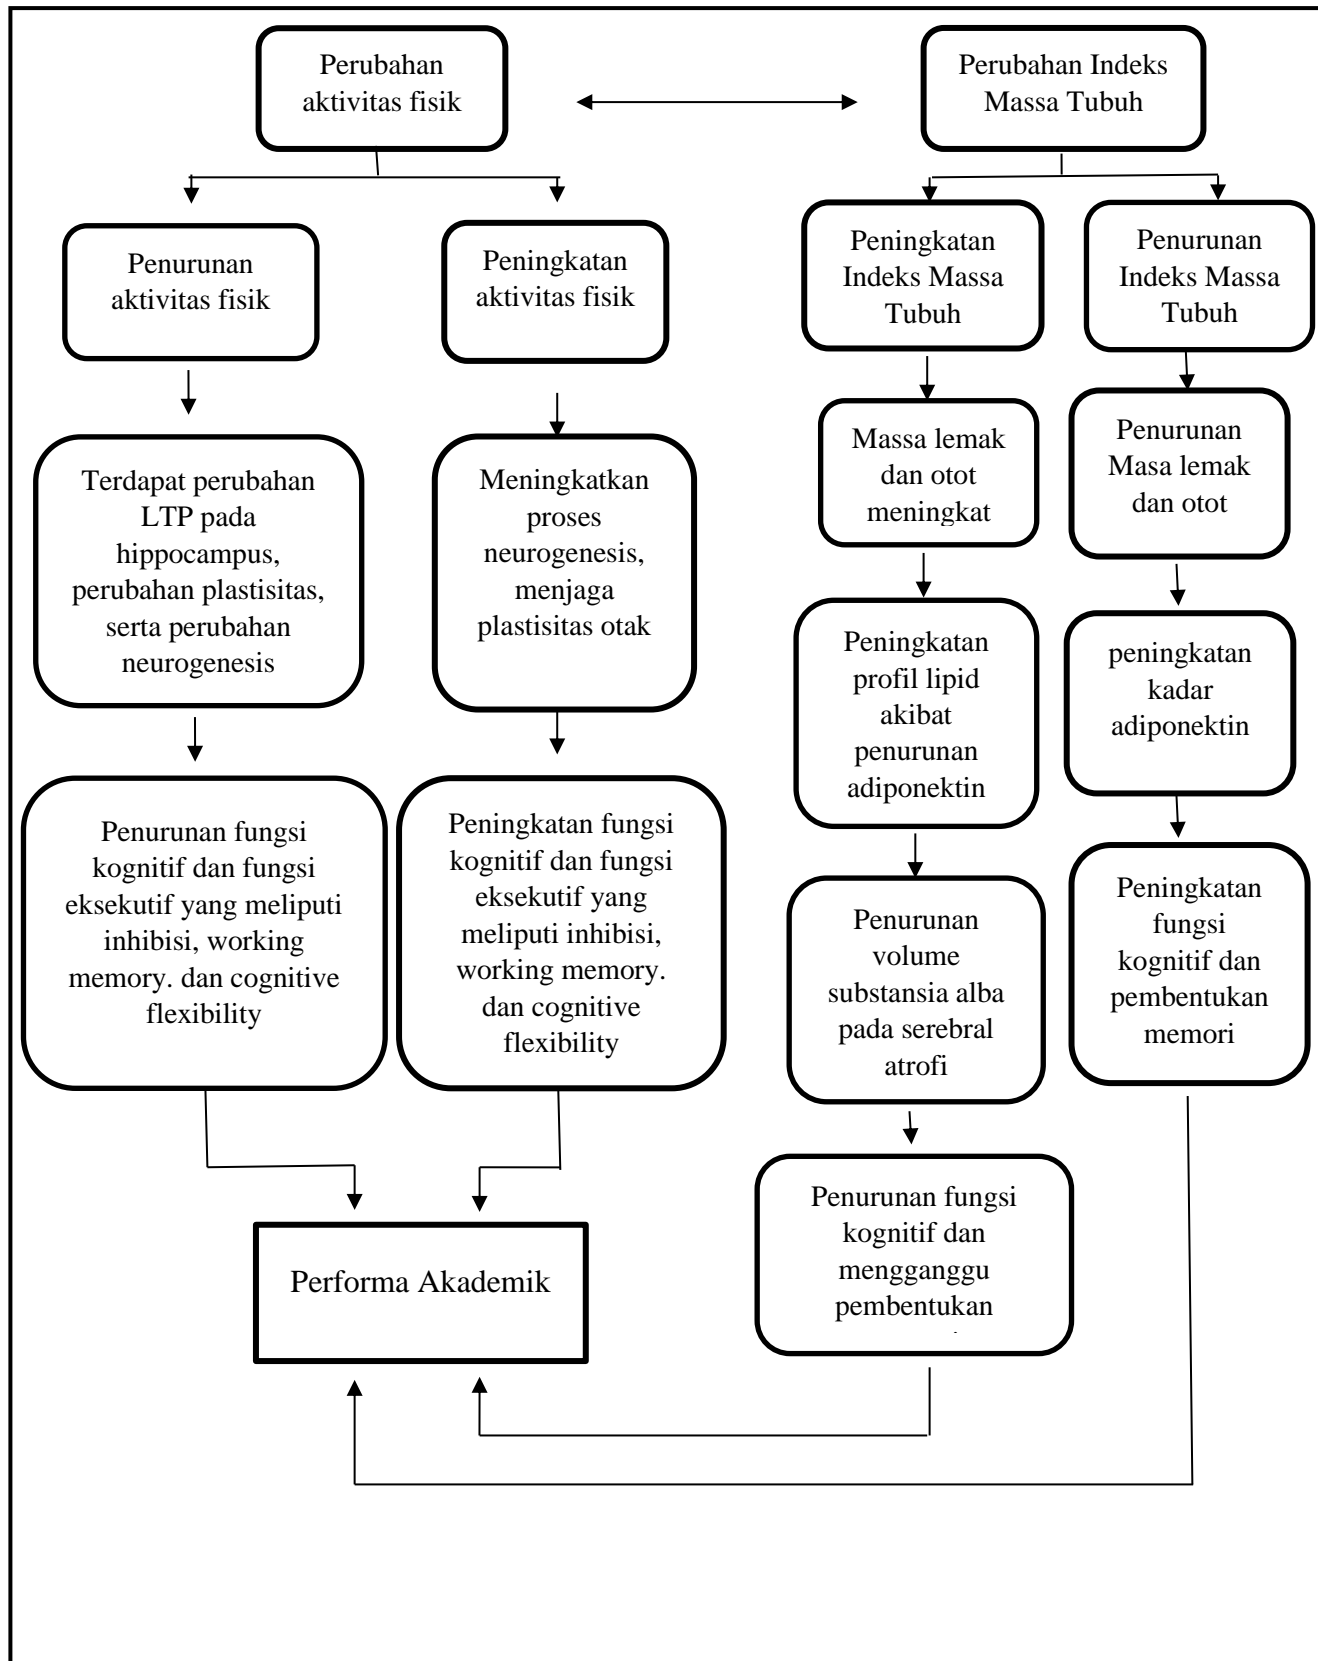 Perubahan
aktivitas fisik
Perubahan Indeks
Massa Tubuh
Penurunan
aktivitas fisik
Peningkatan
aktivitas fisik
Peningkatan
Indeks Massa
Tubuh
Penurunan
Indeks Massa
Tubuh
Terdapat perubahan
LTP pada
hippocampus,
perubahan plastisitas,
serta perubahan
neurogenesis
Meningkatkan
proses
neurogenesis,
menjaga
plastisitas otak
Massa lemak
dan otot
meningkat
Penurunan
Masa lemak
dan otot
Peningkatan
profil lipid
akibat
penurunan
adiponektin
peningkatan
kadar
adiponektin
Penurunan fungsi
kognitif dan fungsi
eksekutif yang meliputi
inhibisi, working
memory. dan cognitive
flexibility
Peningkatan fungsi
kognitif dan fungsi
eksekutif yang
meliputi inhibisi,
working memory.
dan cognitive
flexibility
Penurunan
volume
substansia alba
pada serebral
atrofi
Peningkatan
fungsi
kognitif dan
pembentukan
memori
Penurunan fungsi
kognitif dan
mengganggu
pembentukan
Performa Akademik